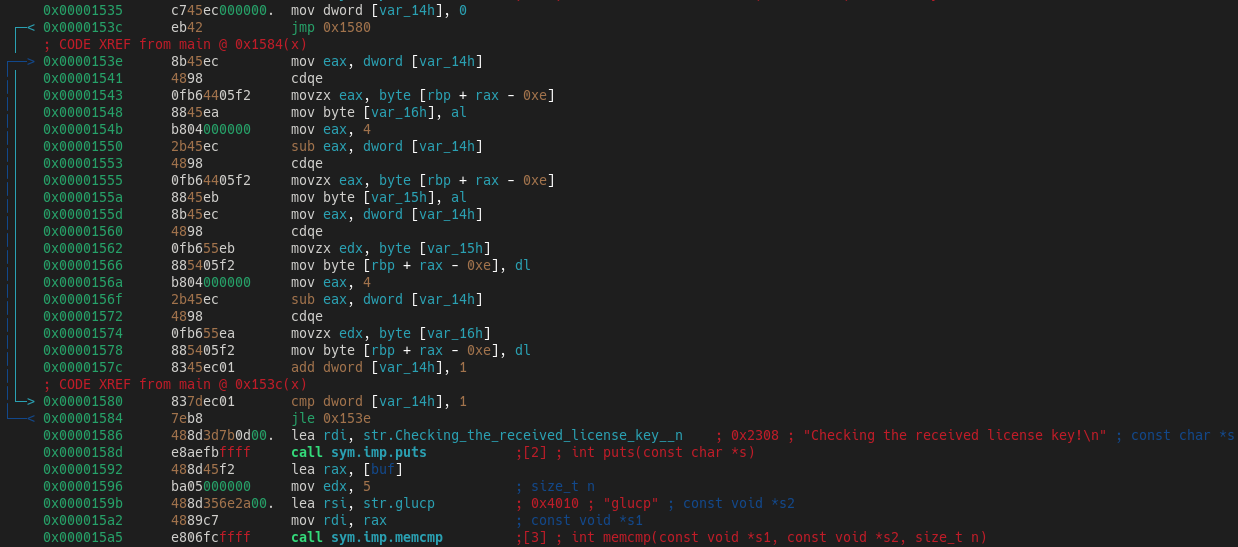 0x00001535 c745ec000000. mov dword [var_14h], 0
0x0000153c eb42 jmp 0x1580
; CODE XREF from main @ 0x1584(x)
0x0000153e 8b45ec mov eax, dword [var_14h]
0x00001541 4898 cdqe
0x00001543 0fb64405f2 movzx eax, byte [rbp + rax - 0xe]
0x00001548 8845ea mov byte [var_16h], al
0x0000154b b804000000 mov eax, 4
0x00001550 2b45ec sub eax, dword [var_14h]
0x00001553 4898 cdqe
0x00001555 0fb64405f2 movzx eax, byte [rbp + rax - 0xe]
0x0000155a 8845eb mov byte [var_15h], al
0x0000155d 8b45ec mov eax, dword [var_14h]
0x00001560 4898 cdqe
0x00001562 0fb655eb movzx edx, byte [var_15h]
0x00001566 885405f2 mov byte [rbp + rax - 0xe], dl
0x0000156a b804000000 mov eax, 4
0x0000156f 2b45ec sub eax, dword [var_14h]
0x00001572 4898 cdqe
0x00001574 0fb655ea movzx edx, byte [var_16h]
0x00001578 885405f2 mov byte [rbp + rax - 0xe], dl
0x0000157c 8345ec01 add dword [var_14h], 1
; CODE XREF from main @ 0x153c(x)
0x00001580 837dec01 cmp dword [var_14h], 1
0x00001584 7eb8 jle 0x153e
0x00001586 488d3d7b0d00. lea rdi, str.Checking_the_received_license_key__n ; 0x2308 ; "Checking the received license key!\n" ; const char *s
0x0000158d e8aefbffff call sym.imp.puts ;[2] ; int puts(const char *s)
0x00001592 488d45f2 lea rax, [buf]
0x00001596 ba05000000 mov edx, 5 ; size_t n
0x0000159b 488d356e2a00. lea rsi, str.glucp ; 0x4010 ; "glucp" ; const void *s2
0x000015a2 4889c7 mov rdi, rax ; const void *s1
0x000015a5 e806fcffff call sym.imp.memcmp ;[3] ; int memcmp(const void *s1, const void *s2, size_t n)